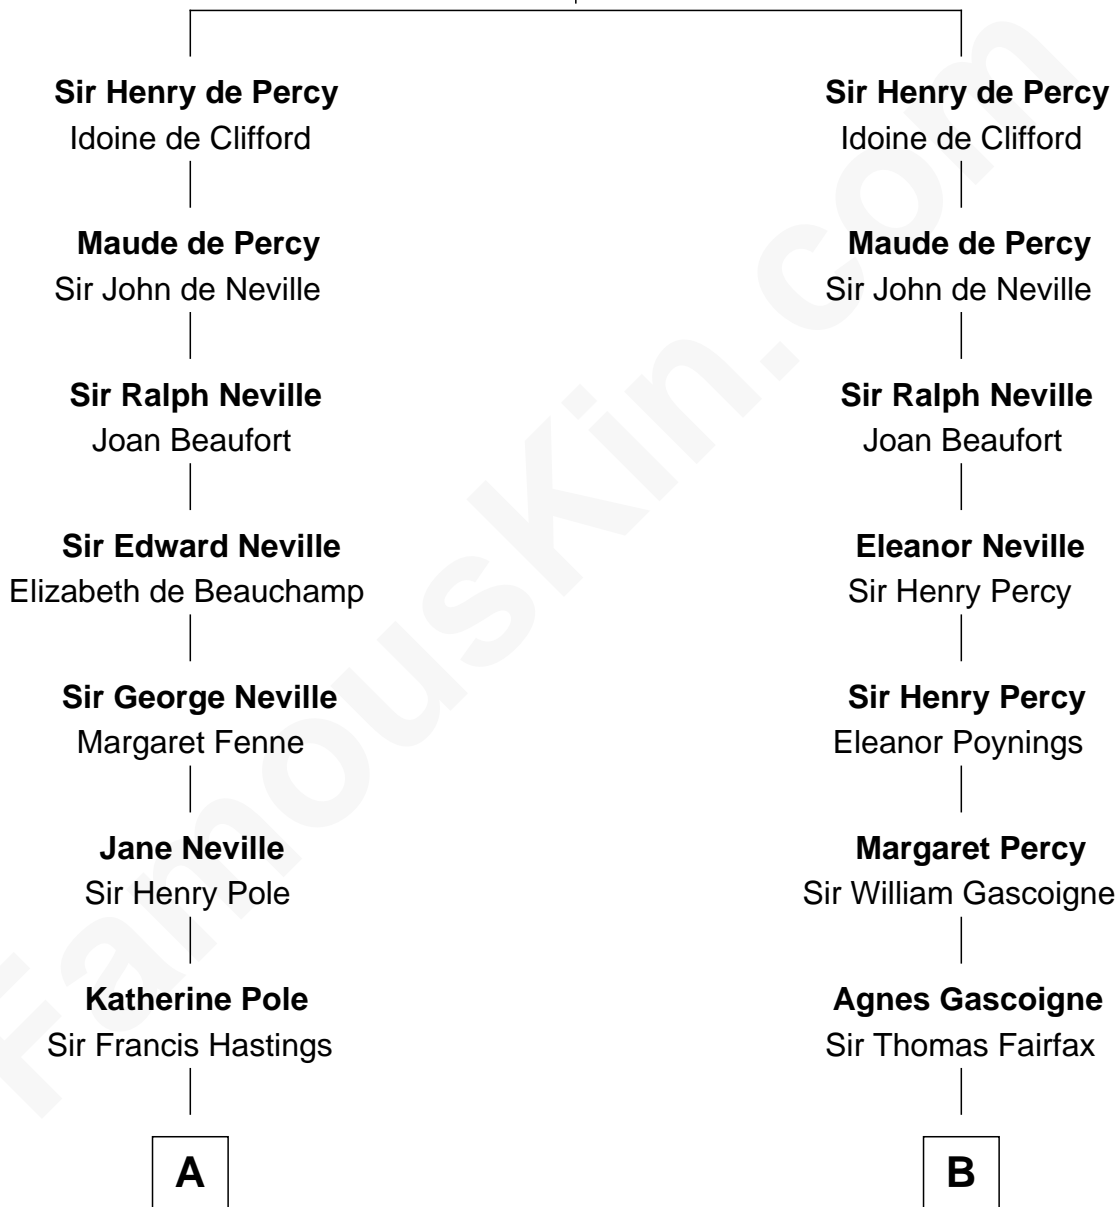 Sir Henry de Percy
Idoine de Clifford
Maude de Percy
Sir John de Neville
Sir Ralph Neville
Joan Beaufort
Sir Edward Neville
Elizabeth de Beauchamp
Sir George Neville
Margaret Fenne
Jane Neville
Sir Henry Pole
Katherine Pole
Sir Francis Hastings
A
Sir Henry de Percy
Idoine de Clifford
Maude de Percy
Sir John de Neville
Sir Ralph Neville
Joan Beaufort
Eleanor Neville
Sir Henry Percy
Sir Henry Percy
Eleanor Poynings
Margaret Percy
Sir William Gascoigne
Agnes Gascoigne
Sir Thomas Fairfax
B
FamousKin.com